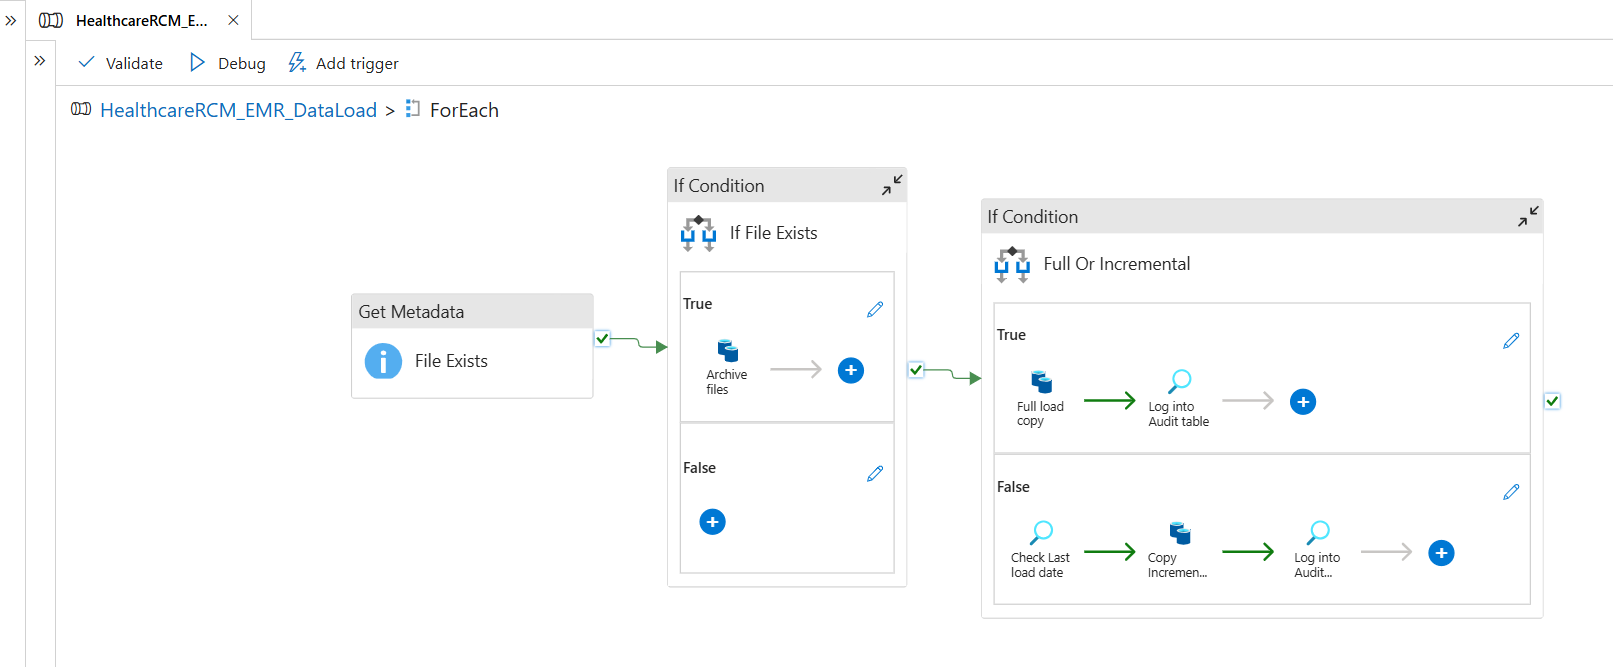 HealthcareRCM_E...
Validate
Debug
Add trigger
HealthcareRCM_EMR_DataLoad > ForEach
Get Metadata
File Exists
If Condition
If File Exists
True
Archive
files
False
If Condition
Full Or Incremental
True
Full load
copy
Log into
Audit table
False
Check Last
load date
Copy
Incremen...
Log into
Audit...